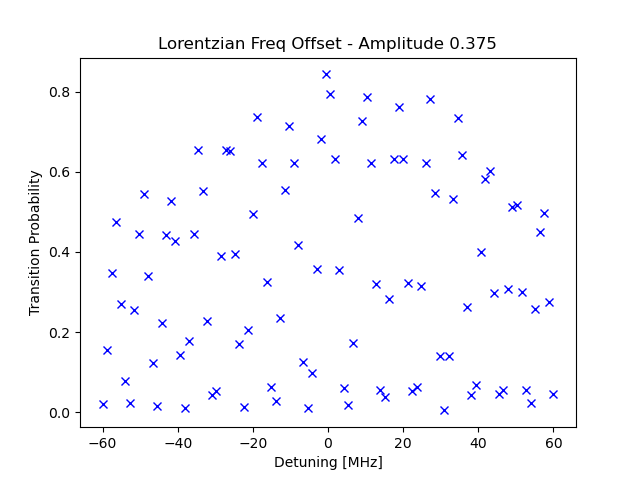 Lorentzian Freq Offset - Amplitude 0.375
Transition Probability
0.8
0.6
0.4
0.2
0.0
−60 −40 −20 0 20 40 60
Detuning [MHz]